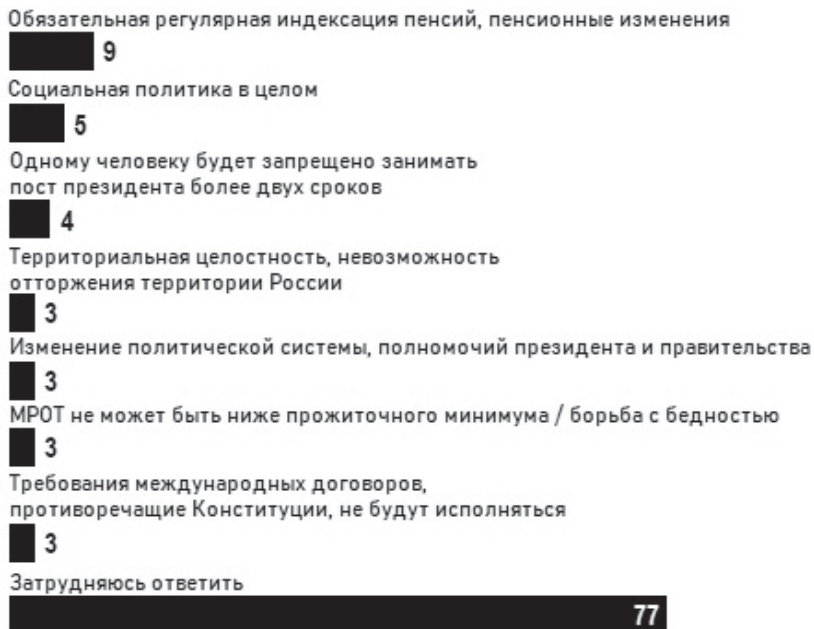 Обязательная регулярная индексация пенсий, пенсионные изменения
9
Социальная политика в целом
5
Одному человеку будет запрещено занимать
пост президента более двух сроков
4
Территориальная целостность, невозможность
отторжения территории России
3
Изменение политической системы, полномочий президента и правительства
3
МРОТ не может быть ниже прожиточного минимума / борьба с бедностью
3
Требования международных договоров,
противоречащие Конституции, не будут исполняться
3
Затрудняюсь ответить
77